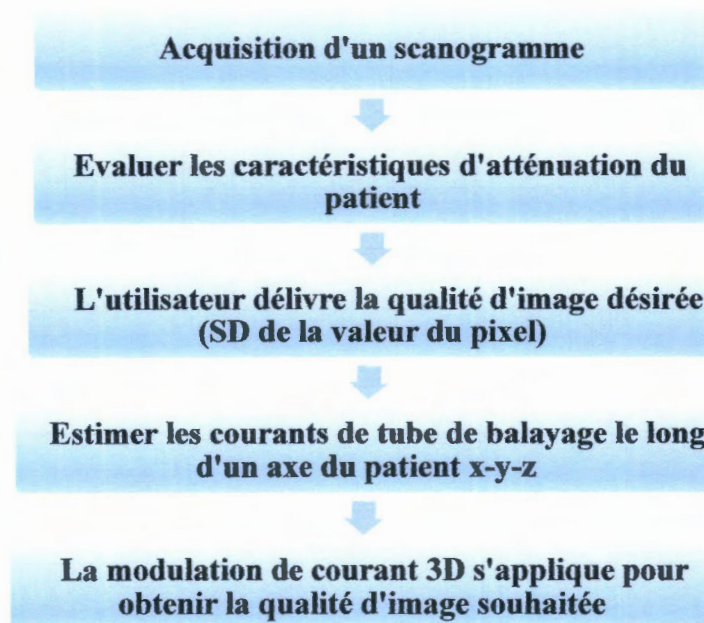 Acquisition d'un scanogramme
Evaluer les caractéristiques d'atténuation du
patient
L'utilisateur délivre la qualité d'image désirée
(SD de la valeur du pixel)
Estimer les courants de tube de balayage le long
d'un axe du patient x-y-z
La modulation de courant 3D s'applique pour
obtenir la qualité d'image souhaitée